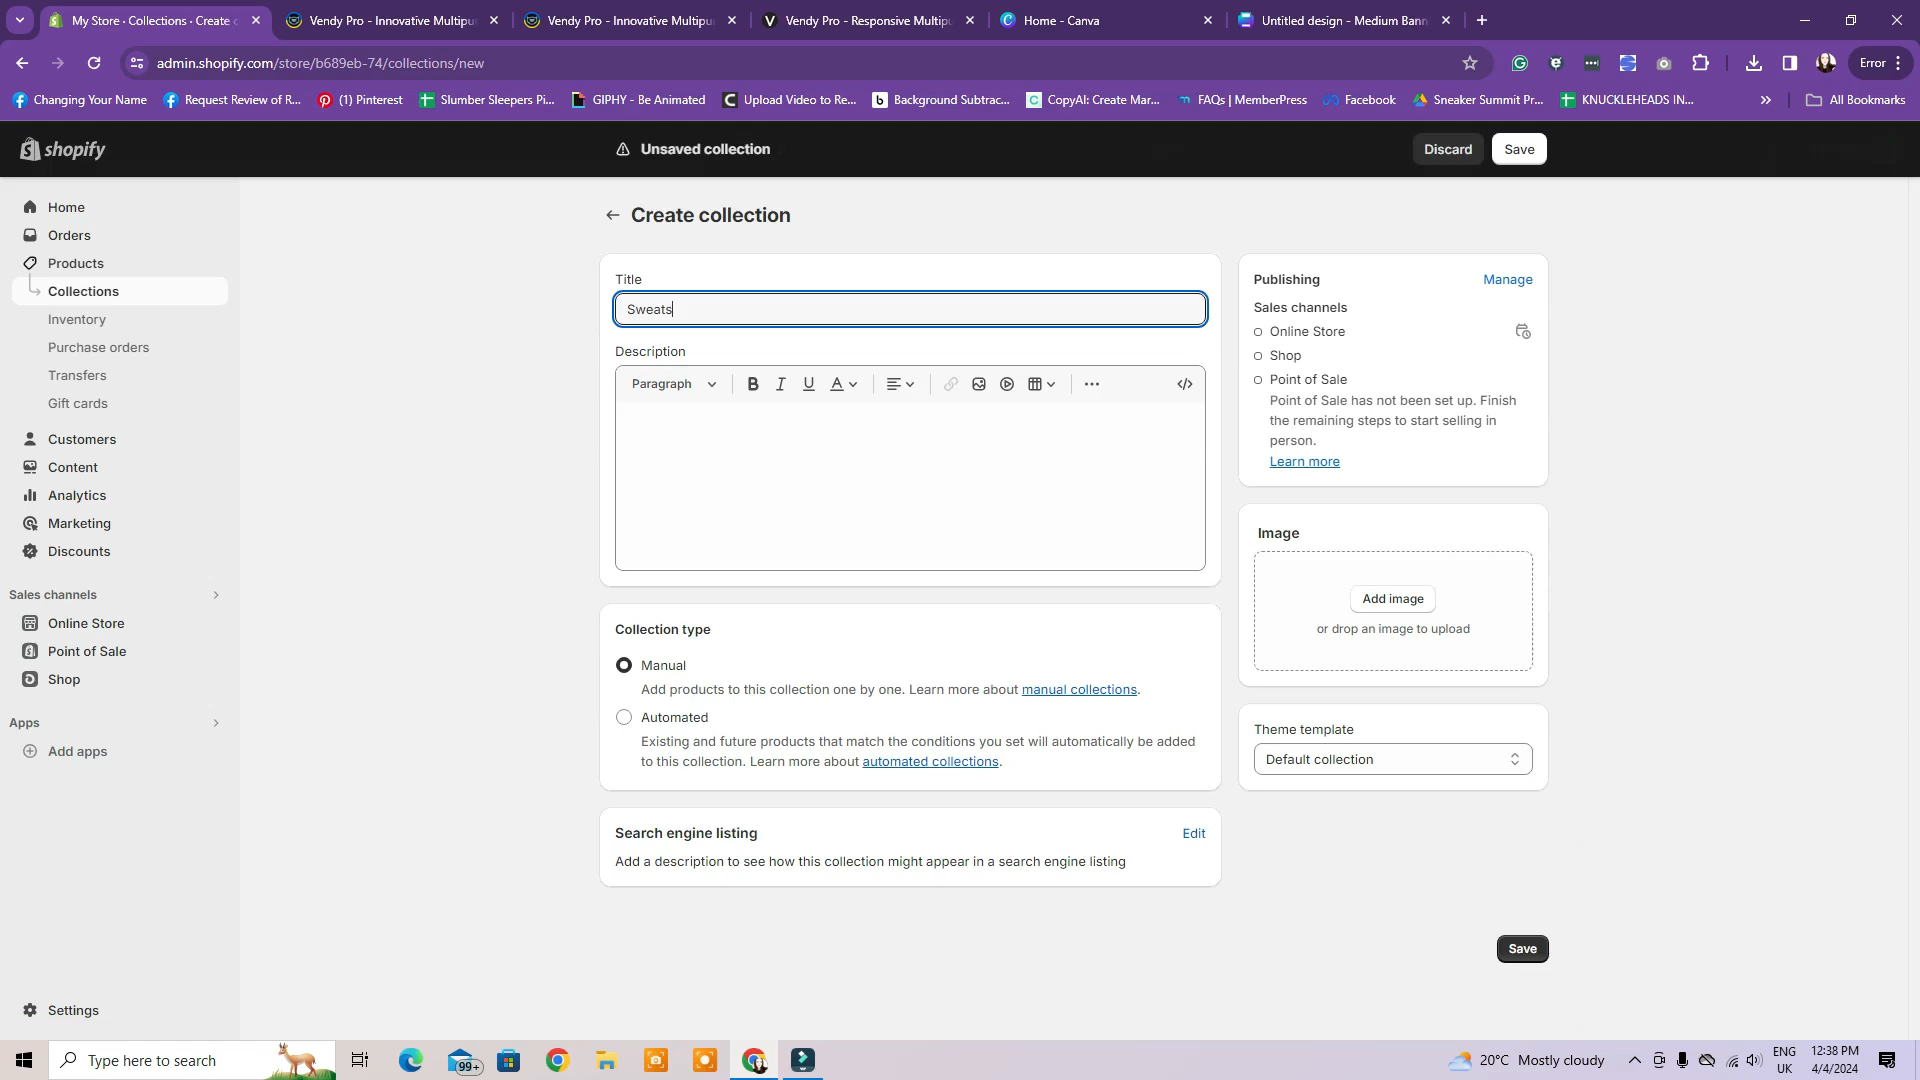 My Store · Collections · Create c
Vendy Pro - Innovative Multipu
Vendy Pro - Innovative Multipu
Vendy Pro - Responsive Multipu
Home - Canva
Untitled design - Medium Bann
admin.shopify.com/store/b689eb-74/collections/new
Error
Changing Your Name
Request Review of R...
(1) Pinterest
Slumber Sleepers Pi...
GIPHY - Be Animated
Upload Video to Re...
Background Subtrac...
CopyAI: Create Mar...
FAQs | MemberPress
Facebook
Sneaker Summit Pr...
KNUCKLEHEADS IN...
All Bookmarks
shopify
Unsaved collection
Discard
Save
Home
Orders
Products
Collections
Inventory
Purchase orders
Transfers
Gift cards
Customers
Content
Analytics
Marketing
Discounts
Sales channels
Online Store
Point of Sale
Shop
Apps
Add apps
Settings
Create collection
Title
Sweats
Description
Paragraph
Collection type
Manual
Add products to this collection one by one. Learn more about manual collections.
Automated
Existing and future products that match the conditions you set will automatically be added
to this collection. Learn more about automated collections.
Search engine listing
Edit
Add a description to see how this collection might appear in a search engine listing
Publishing
Manage
Sales channels
Online Store
Shop
Point of Sale
Point of Sale has not been set up. Finish
the remaining steps to start selling in
person.
Learn more
Image
Add image
or drop an image to upload
Theme template
Default collection
Save
Type here to search
99+
20°C Mostly cloudy
ENG
UK
12:38 PM
4/4/2024